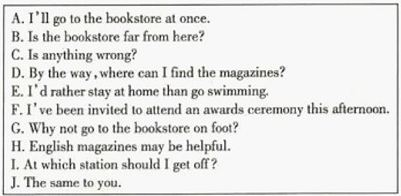 A. I'll go to the bookstore at once.
B. Is the bookstore far from here?
C. Is anything wrong?
D. By the way, where can I find the magazines?
E. I'd rather stay at home than go swimming.
F. I've been invited to attend an awards ceremony this afternoon.
G. Why not go to the bookstore on foot?
H. English magazines may be helpful.
I. At which station should I get off?
J. The same to you.